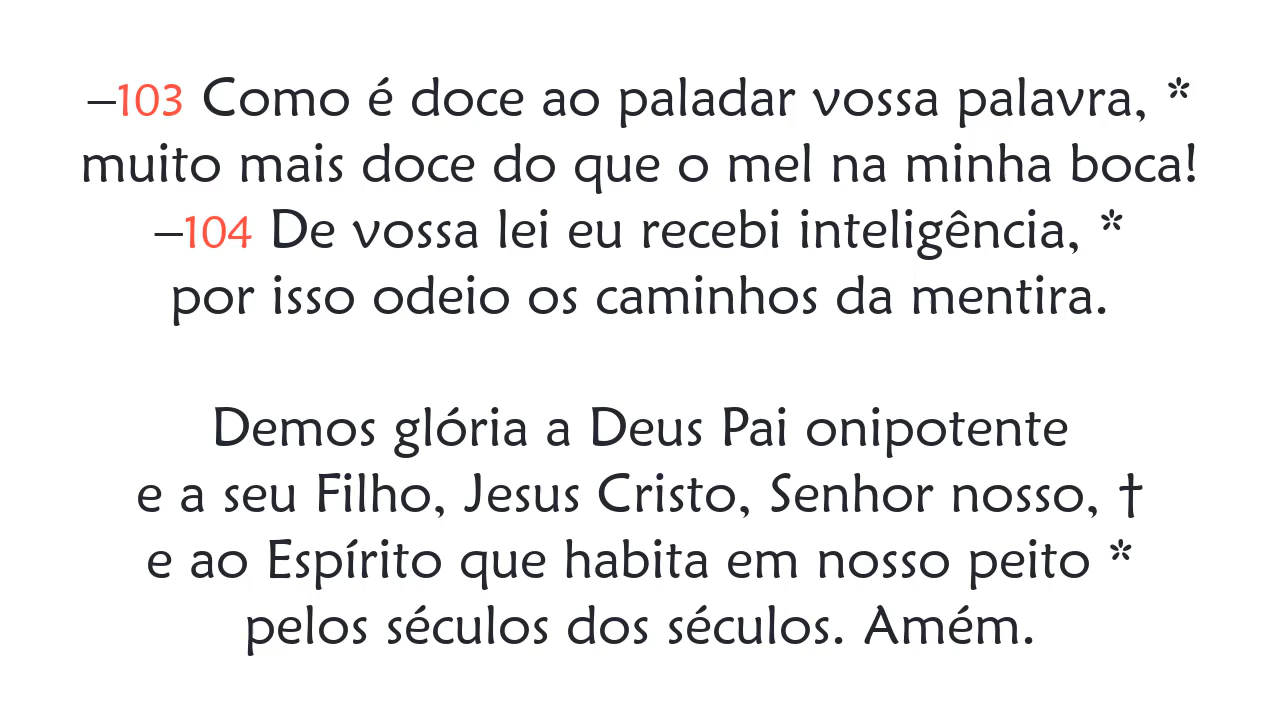 –103 Como é doce ao paladar vossa palavra, *
muito mais doce do que o mel na minha boca!
–104 De vossa lei eu recebi inteligência, *
por isso odeio os caminhos da mentira.
Demos glória a Deus Pai onipotente
e a seu Filho, Jesus Cristo, Senhor nosso, †
e ao Espírito que habita em nosso peito *
pelos séculos dos séculos. Amém.